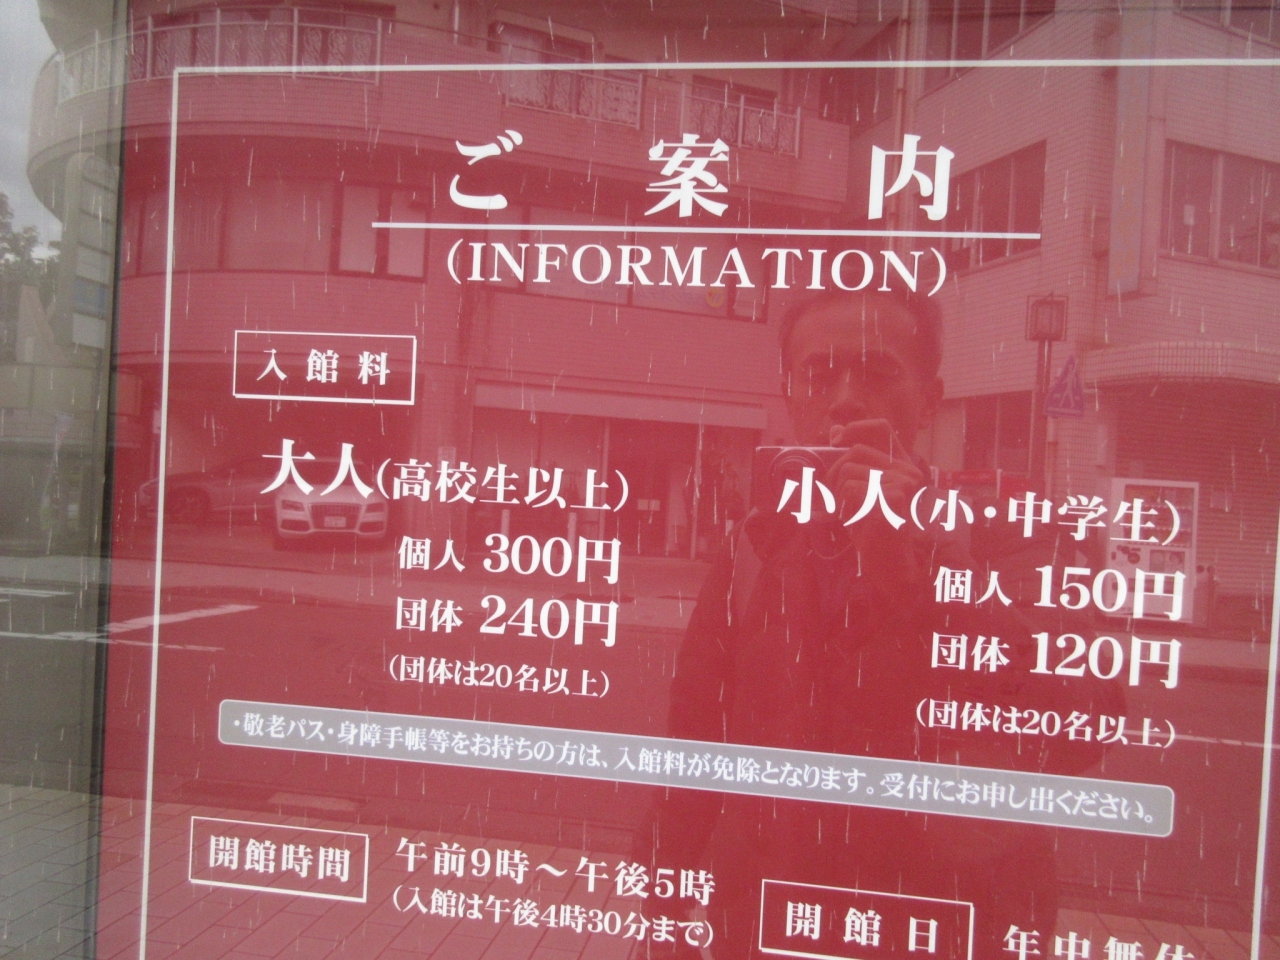 ご案内
(INFORMATION)
入館料
大人(高校生以上)
個人 300円
団体 240円
(団体は20名以上)
小人(小・中学生)
個人 150円
団体 120円
(団体は20名以上)
・敬老パス・身障手帳等をお持ちの方は、入館料が免除となります。受付にお申し出ください。
開館時間
午前9時～午後5時
(入館は午後4時30分まで)
開館日
年中無休